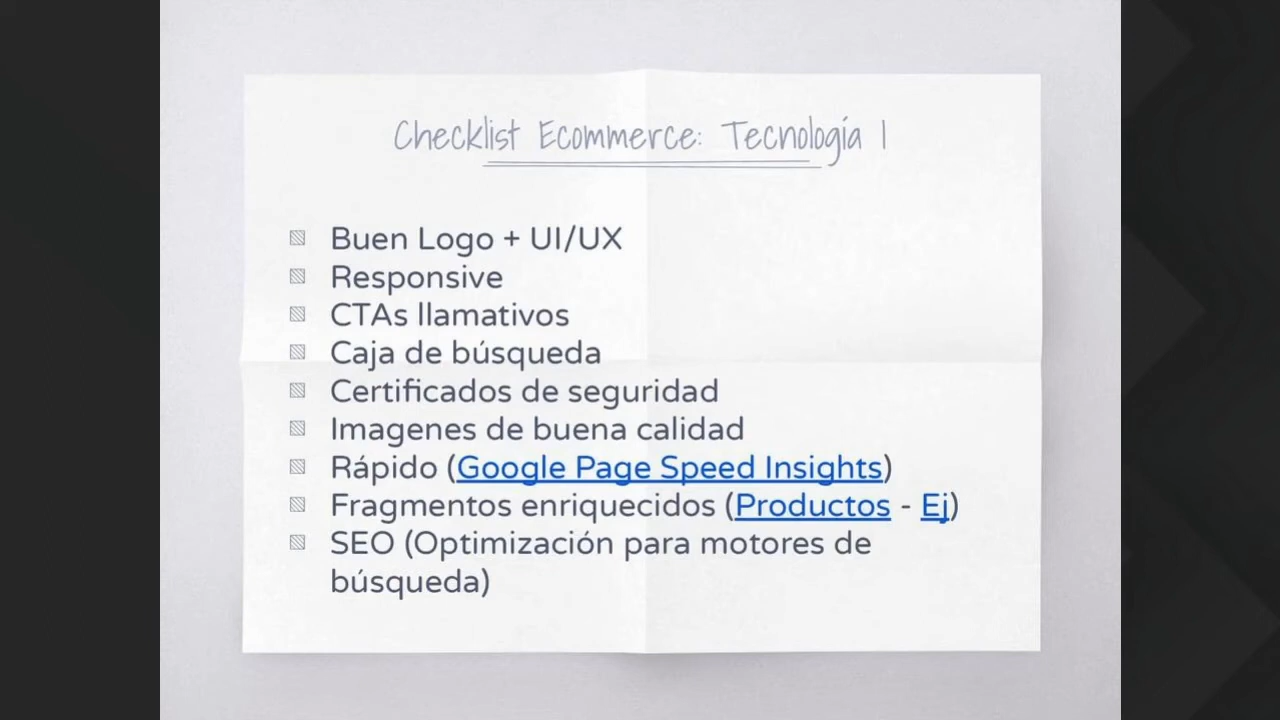 Checklist Ecommerce: Tecnología 1
Buen Logo + UI/UX
Responsive
CTAs llamativos
Caja de búsqueda
Certificados de seguridad
Imagenes de buena calidad
Rápido (Google Page Speed Insights)
Fragmentos enriquecidos (Productos - Ej)
SEO (Optimización para motores de
búsqueda)